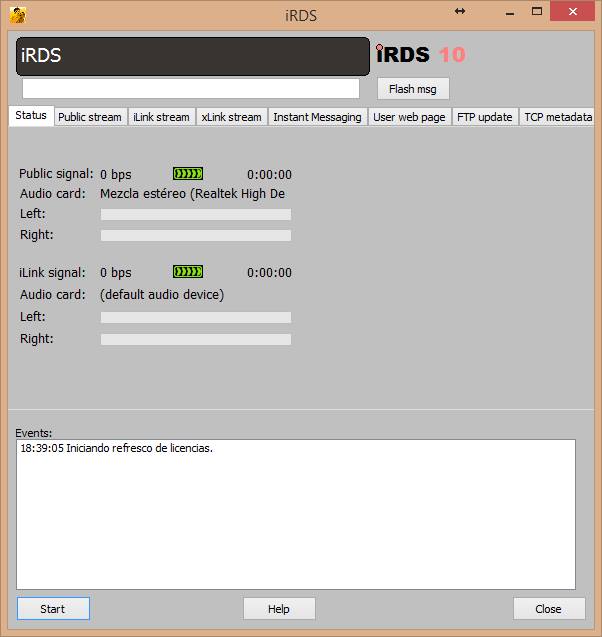 iRDS
iRDS
iRDS 10
Flash msg
Status Public stream iLink stream xLink stream Instant Messaging User web page FTP update TCP metadata
Public signal: 0 bps 0:00:00
Audio card: Mezcla estéreo (Realtek High De
Left:
Right:
iLink signal: 0 bps 0:00:00
Audio card: (default audio device)
Left:
Right:
Events:
18:39:05 Iniciando refresco de licencias.
Start Help Close